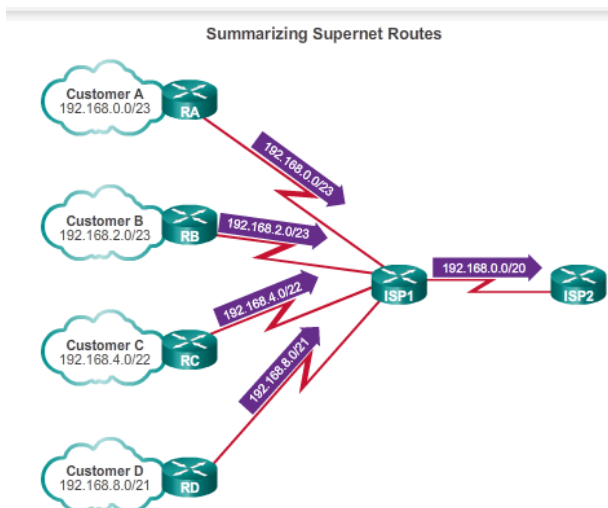 Summarizing Supernet Routes
Customer A
192.168.0.0/23
RA
192.168.0.0/23
Customer B
192.168.2.0/23
RB
192.168.2.0/23
192.168.0.0/20
ISP1
ISP2
192.168.4.0/22
Customer C
192.168.4.0/22
RC
192.168.8.0/21
Customer D
192.168.8.0/21
RD